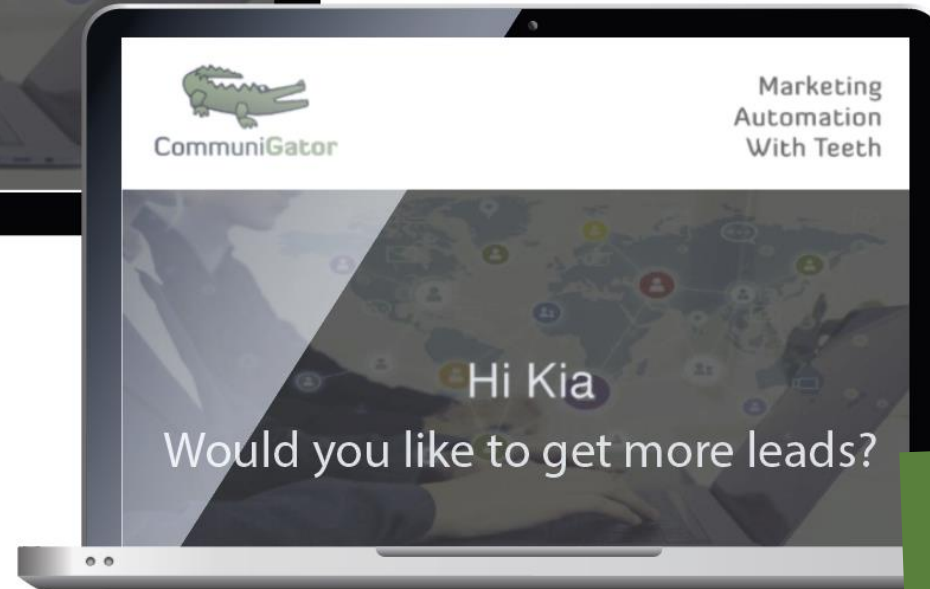 CommuniGator
Marketing
Automation
With Teeth
Hi Kia
Would you like to get more leads?